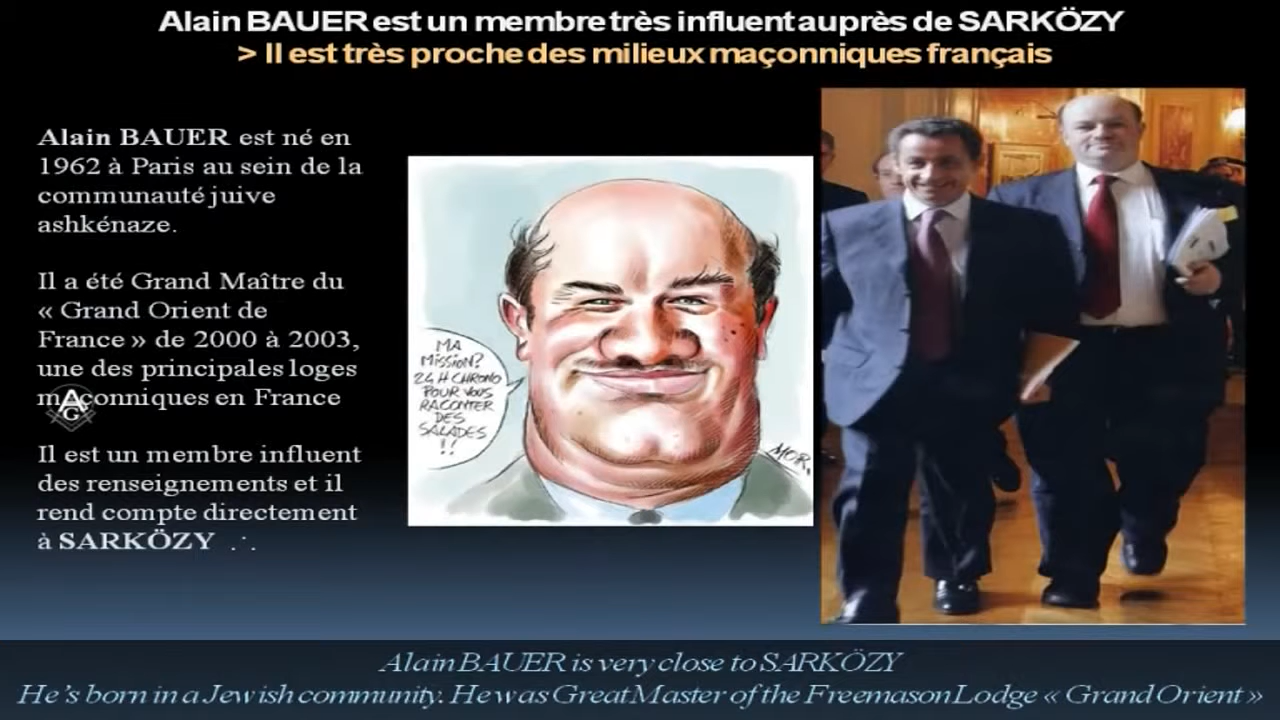 Alain BAUER est un membre très influent auprès de SARKÖZY
> Il est très proche des milieux maçonniques français
Alain BAUER est né en
1962 à Paris au sein de la
communauté juive
ashkénaze.
Il a été Grand Maître du
« Grand Orient de
France » de 2000 à 2003,
une des principales loges
maçonniques en France
G
Il est un membre influent
des renseignements et il
rend compte directement
à SARKÖZY .·.
MA
MISSION?
24 H CHRONO
POUR VOUS
RACONTER
DES
SALADES
!!
MOR.
Alain BAUER is very close to SARKÖZY
He's born in a Jewish community. He was Great Master of the Freemason Lodge « Grand Orient »